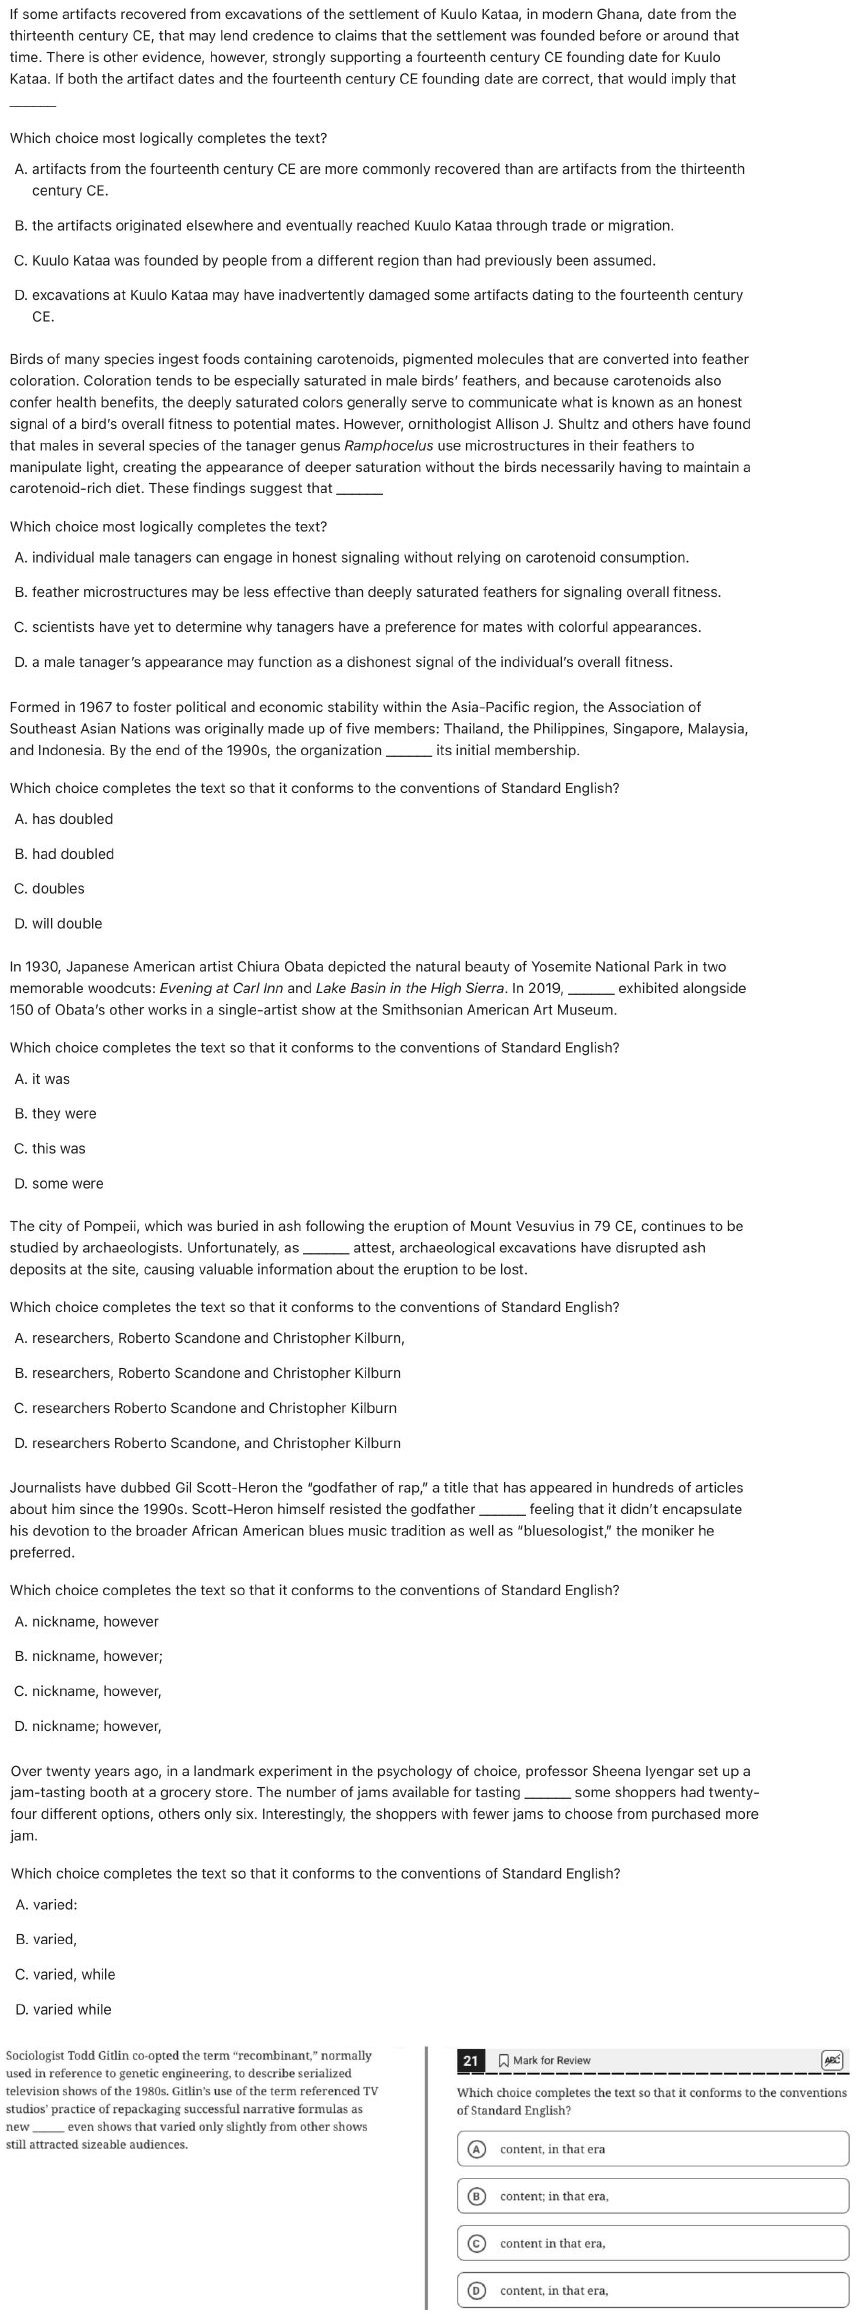 If some artifacts recovered from excavations of the settlement of Kuulo Kataa, in modern Ghana, date from the
thirteenth century CE, that may lend credence to claims that the settlement was founded before or around that
time. There is other evidence, however, strongly supporting a fourteenth century CE founding date for Kuulo
Kataa. If both the artifact dates and the fourteenth century CE founding date are correct, that would imply that
______
Which choice most logically completes the text?
A. artifacts from the fourteenth century CE are more commonly recovered than are artifacts from the thirteenth
century CE.
B. the artifacts originated elsewhere and eventually reached Kuulo Kataa through trade or migration.
C. Kuulo Kataa was founded by people from a different region than had previously been assumed.
D. excavations at Kuulo Kataa may have inadvertently damaged some artifacts dating to the fourteenth century
CE.
Birds of many species ingest foods containing carotenoids, pigmented molecules that are converted into feather
coloration. Coloration tends to be especially saturated in male birds' feathers, and because carotenoids also
confer health benefits, the deeply saturated colors generally serve to communicate what is known as an honest
signal of a bird's overall fitness to potential mates. However, ornithologist Allison J. Shultz and others have found
that males in several species of the tanager genus Ramphocelus use microstructures in their feathers to
manipulate light, creating the appearance of deeper saturation without the birds necessarily having to maintain a
carotenoid-rich diet. These findings suggest that ______
Which choice most logically completes the text?
A. individual male tanagers can engage in honest signaling without relying on carotenoid consumption.
B. feather microstructures may be less effective than deeply saturated feathers for signaling overall fitness.
C. scientists have yet to determine why tanagers have a preference for mates with colorful appearances.
D. a male tanager's appearance may function as a dishonest signal of the individual's overall fitness.
Formed in 1967 to foster political and economic stability within the Asia-Pacific region, the Association of
Southeast Asian Nations was originally made up of five members: Thailand, the Philippines, Singapore, Malaysia,
and Indonesia. By the end of the 1990s, the organization ______ its initial membership.
Which choice completes the text so that it conforms to the conventions of Standard English?
A. has doubled
B. had doubled
C. doubles
D. will double
In 1930, Japanese American artist Chiura Obata depicted the natural beauty of Yosemite National Park in two
memorable woodcuts: Evening at Carl Inn and Lake Basin in the High Sierra. In 2019, ______ exhibited alongside
150 of Obata's other works in a single-artist show at the Smithsonian American Art Museum.
Which choice completes the text so that it conforms to the conventions of Standard English?
A. it was
B. they were
C. this was
D. some were
The city of Pompeii, which was buried in ash following the eruption of Mount Vesuvius in 79 CE, continues to be
studied by archaeologists. Unfortunately, as ______ attest, archaeological excavations have disrupted ash
deposits at the site, causing valuable information about the eruption to be lost.
Which choice completes the text so that it conforms to the conventions of Standard English?
A. researchers, Roberto Scandone and Christopher Kilburn,
B. researchers, Roberto Scandone and Christopher Kilburn
C. researchers Roberto Scandone and Christopher Kilburn
D. researchers Roberto Scandone, and Christopher Kilburn
Journalists have dubbed Gil Scott-Heron the "godfather of rap," a title that has appeared in hundreds of articles
about him since the 1990s. Scott-Heron himself resisted the godfather ______ feeling that it didn't encapsulate
his devotion to the broader African American blues music tradition as well as "bluesologist," the moniker he
preferred.
Which choice completes the text so that it conforms to the conventions of Standard English?
A. nickname, however
B. nickname, however;
C. nickname, however,
D. nickname; however,
Over twenty years ago, in a landmark experiment in the psychology of choice, professor Sheena Iyengar set up a
jam-tasting booth at a grocery store. The number of jams available for tasting ______ some shoppers had twenty-
four different options, others only six. Interestingly, the shoppers with fewer jams to choose from purchased more
jam.
Which choice completes the text so that it conforms to the conventions of Standard English?
A. varied:
B. varied,
C. varied, while
D. varied while
Sociologist Todd Gitlin co-opted the term "recombinant," normally
used in reference to genetic engineering, to describe serialized
television shows of the 1980s. Gitlin's use of the term referenced TV
studios' practice of repackaging successful narrative formulas as
new ______ even shows that varied only slightly from other shows
still attracted sizeable audiences.
21 Mark for Review ABC
Which choice completes the text so that it conforms to the conventions
of Standard English?
A content, in that era
B content; in that era,
C content in that era,
D content, in that era,